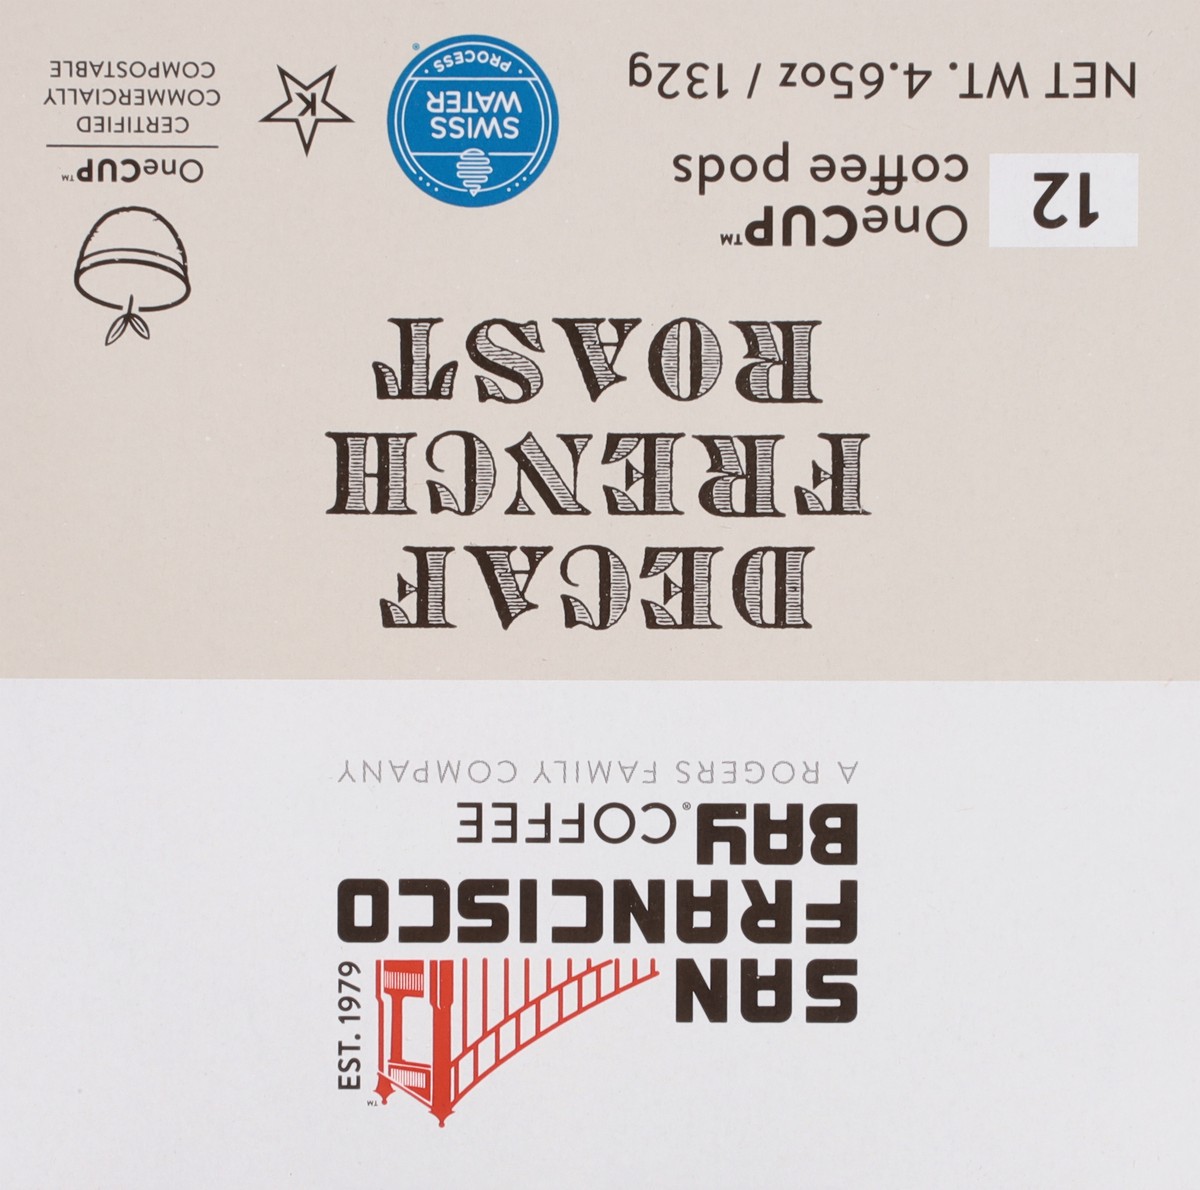 EST. 1979
™
SAN
FRANCISCO
BAY® COFFEE
A ROGERS FAMILY COMPANY
DECAF
FRENCH
ROAST
12
OneCUP™
coffee pods
NET WT. 4.65oz / 132g
SWISS
WATER
· PROCESS ·
®
K
OneCUP™
CERTIFIED
COMMERCIALLY
COMPOSTABLE